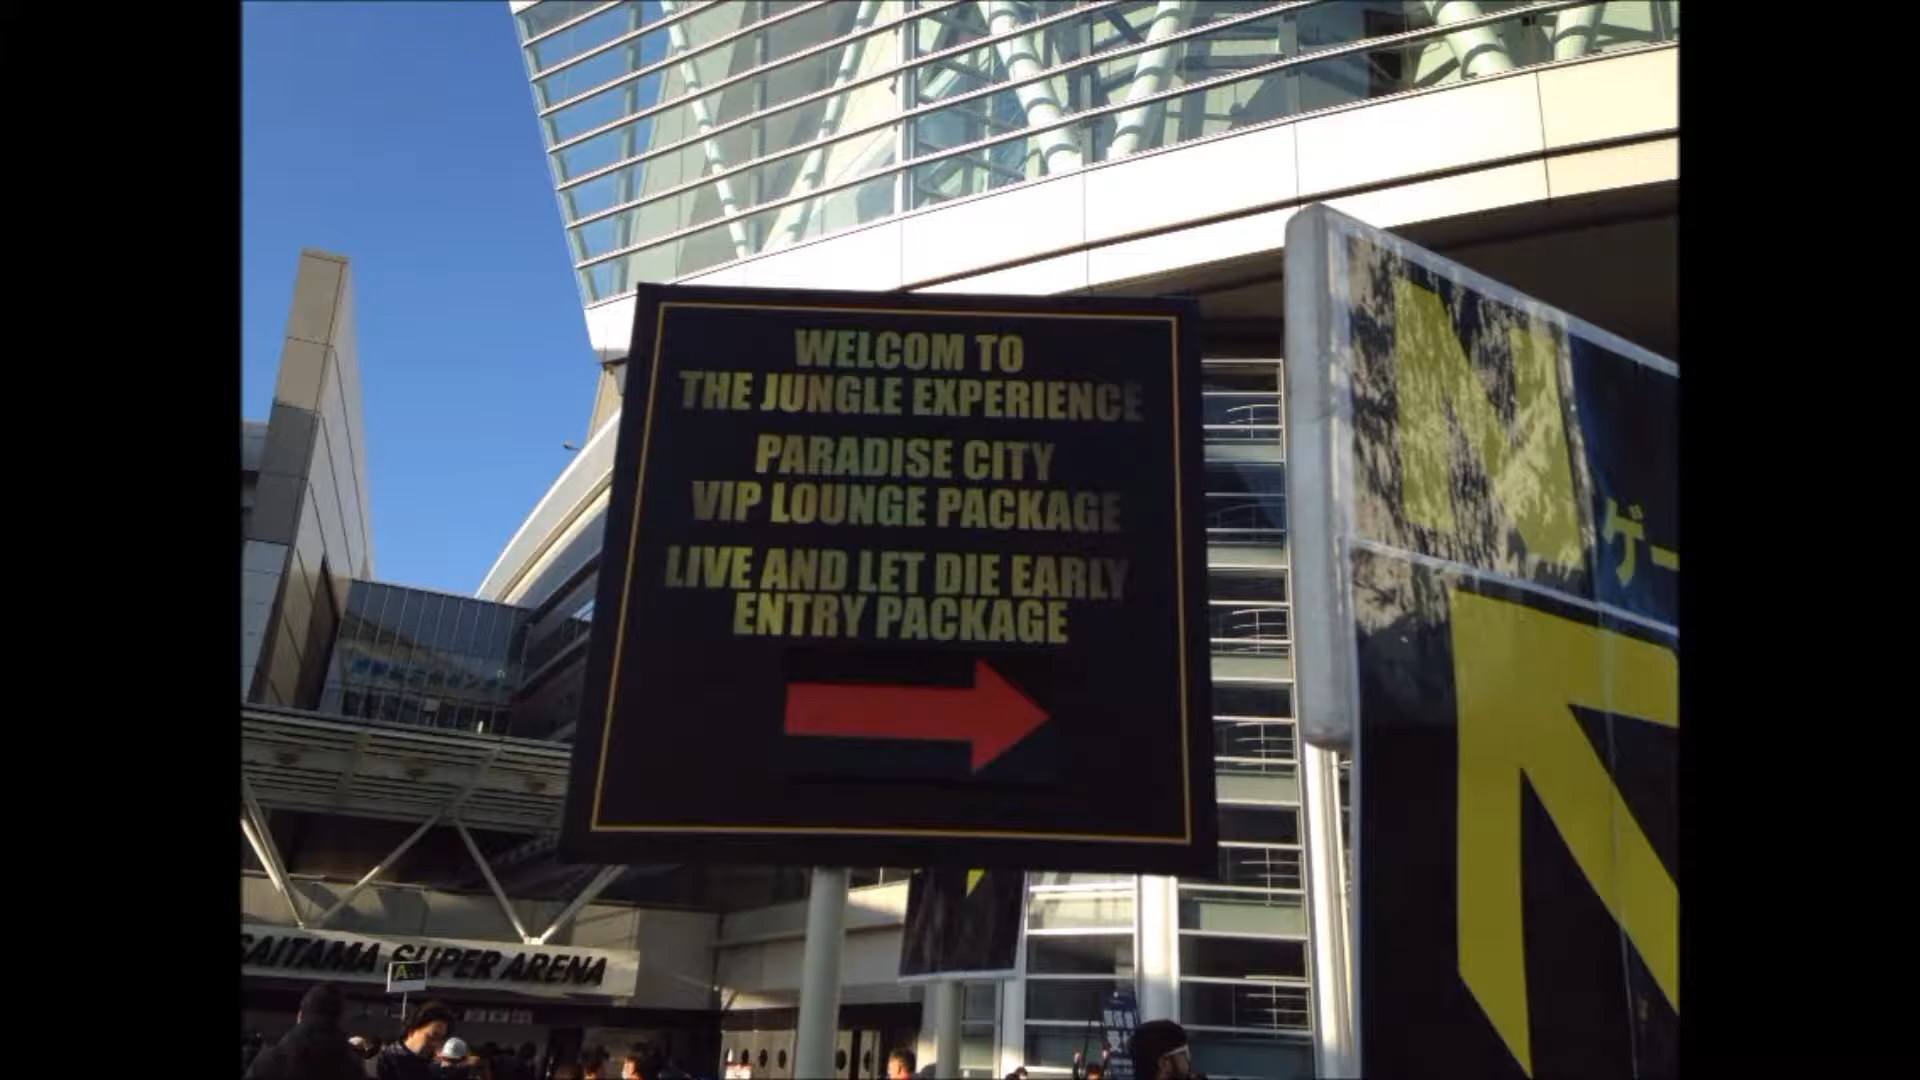 WELCOM TO
THE JUNGLE EXPERIENCE
PARADISE CITY
VIP LOUNGE PACKAGE
LIVE AND LET DIE EARLY
ENTRY PACKAGE
ゲー
SAITAMA SUPER ARENA
A